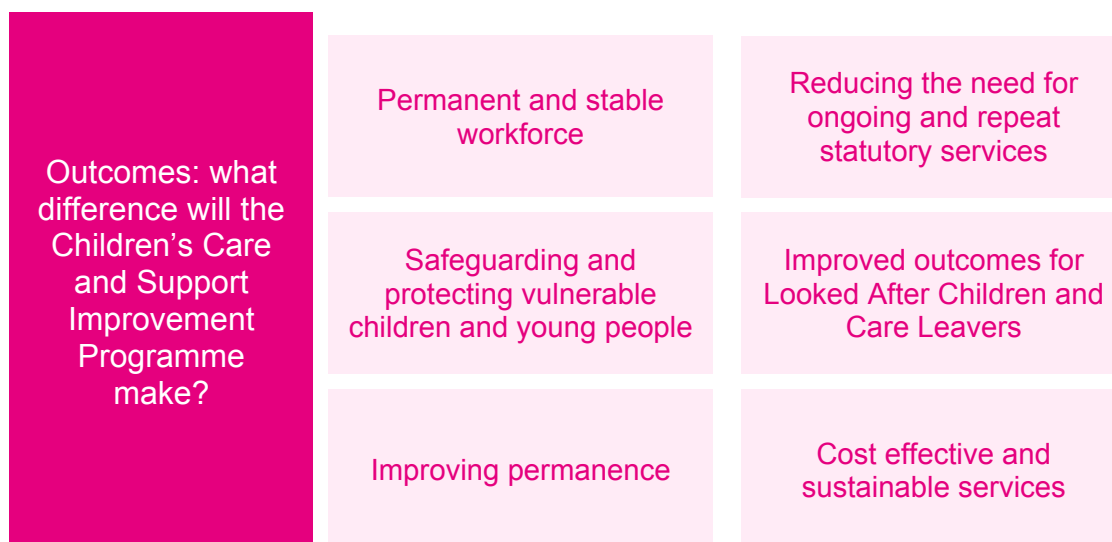 Outcomes: what
difference will the
Children’s Care
and Support
Improvement
Programme
make?
Permanent and stable
workforce
Reducing the need for
ongoing and repeat
statutory services
Safeguarding and
protecting vulnerable
children and young people
Improved outcomes for
Looked After Children and
Care Leavers
Improving permanence
Cost effective and
sustainable services